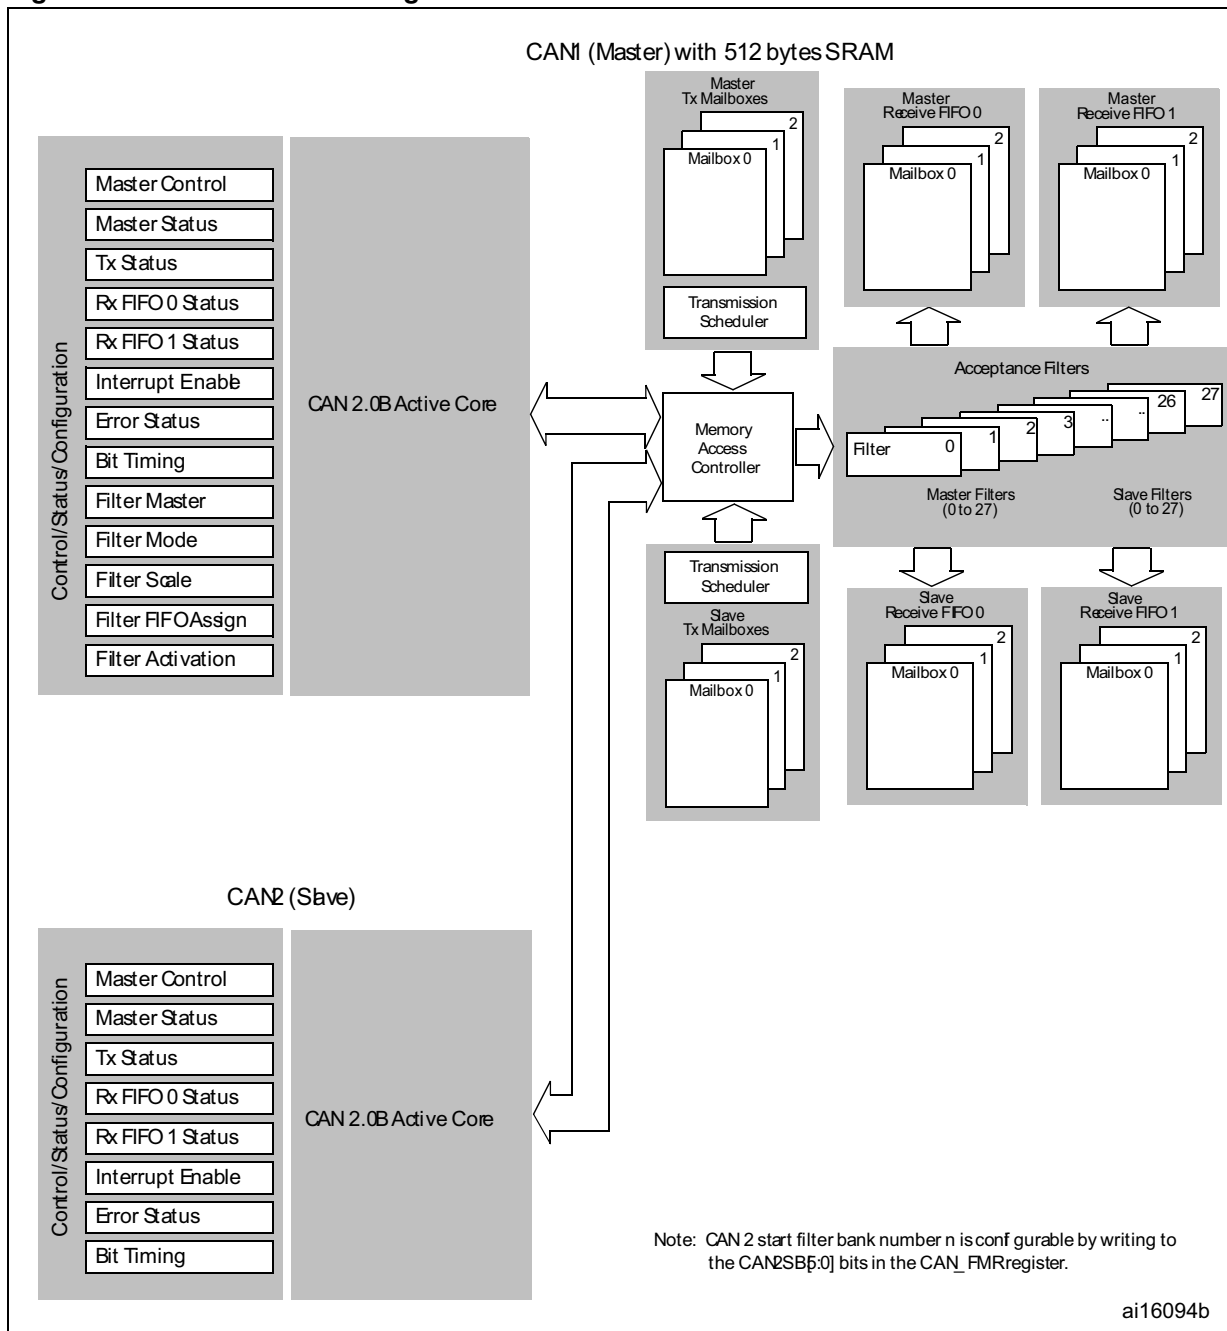 CAN1 (Master) with 512 bytes SRAM
Master
Tx Mailboxes
2
1
Mailbox 0
Transmission
Scheduler
Master
Receive FIFO 0
2
1
Mailbox 0
Master
Receive FIFO 1
2
1
Mailbox 0
Control/Status/Configuration
Master Control
Master Status
Tx Status
Rx FIFO 0 Status
Rx FIFO 1 Status
Interrupt Enable
Error Status
Bit Timing
Filter Master
Filter Mode
Filter Scale
Filter FIFO Assign
Filter Activation
CAN 2.0B Active Core
Memory
Access
Controller
Acceptance Filters
Filter 0
1
2
3
..
..
26
27
Master Filters
(0 to 27)
Slave Filters
(0 to 27)
Transmission
Scheduler
Slave
Tx Mailboxes
2
1
Mailbox 0
Slave
Receive FIFO 0
2
1
Mailbox 0
Slave
Receive FIFO 1
2
1
Mailbox 0
CAN2 (Slave)
Control/Status/Configuration
Master Control
Master Status
Tx Status
Rx FIFO 0 Status
Rx FIFO 1 Status
Interrupt Enable
Error Status
Bit Timing
CAN 2.0B Active Core
Note: CAN 2 start filter bank number n is configurable by writing to
the CAN2SB[5:0] bits in the CAN_FMR register.
ai16094b